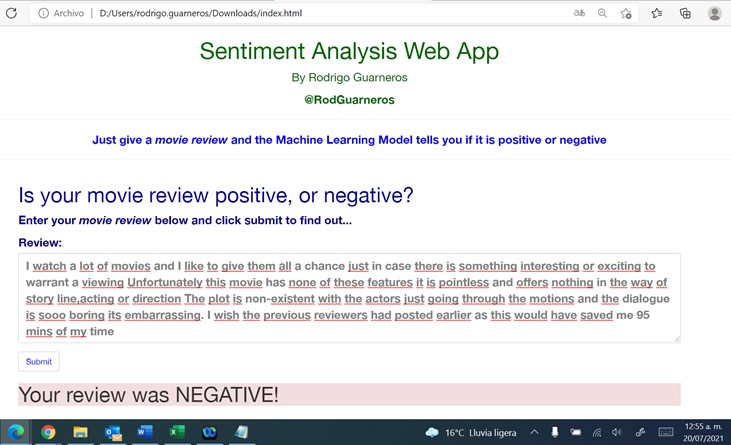 Archivo D:/Users/rodrigo.guarneros/Downloads/index.html
Sentiment Analysis Web App
By Rodrigo Guarneros
@RodGuarneros
Just give a movie review and the Machine Learning Model tells you if it is positive or negative
Is your movie review positive, or negative?
Enter your movie review below and click submit to find out...
Review:
I watch a lot of movies and I like to give them all a chance just in case there is something interesting or exciting to
warrant a viewing Unfortunately this movie has none of these features it is pointless and offers nothing in the way of
story line,acting or direction The plot is non-existent with the actors just going through the motions and the dialogue
is sooo boring its embarrassing. I wish the previous reviewers had posted earlier as this would have saved me 95
mins of my time
Submit
Your review was NEGATIVE!
16°C Lluvia ligera
12:55 a. m.
20/07/2021